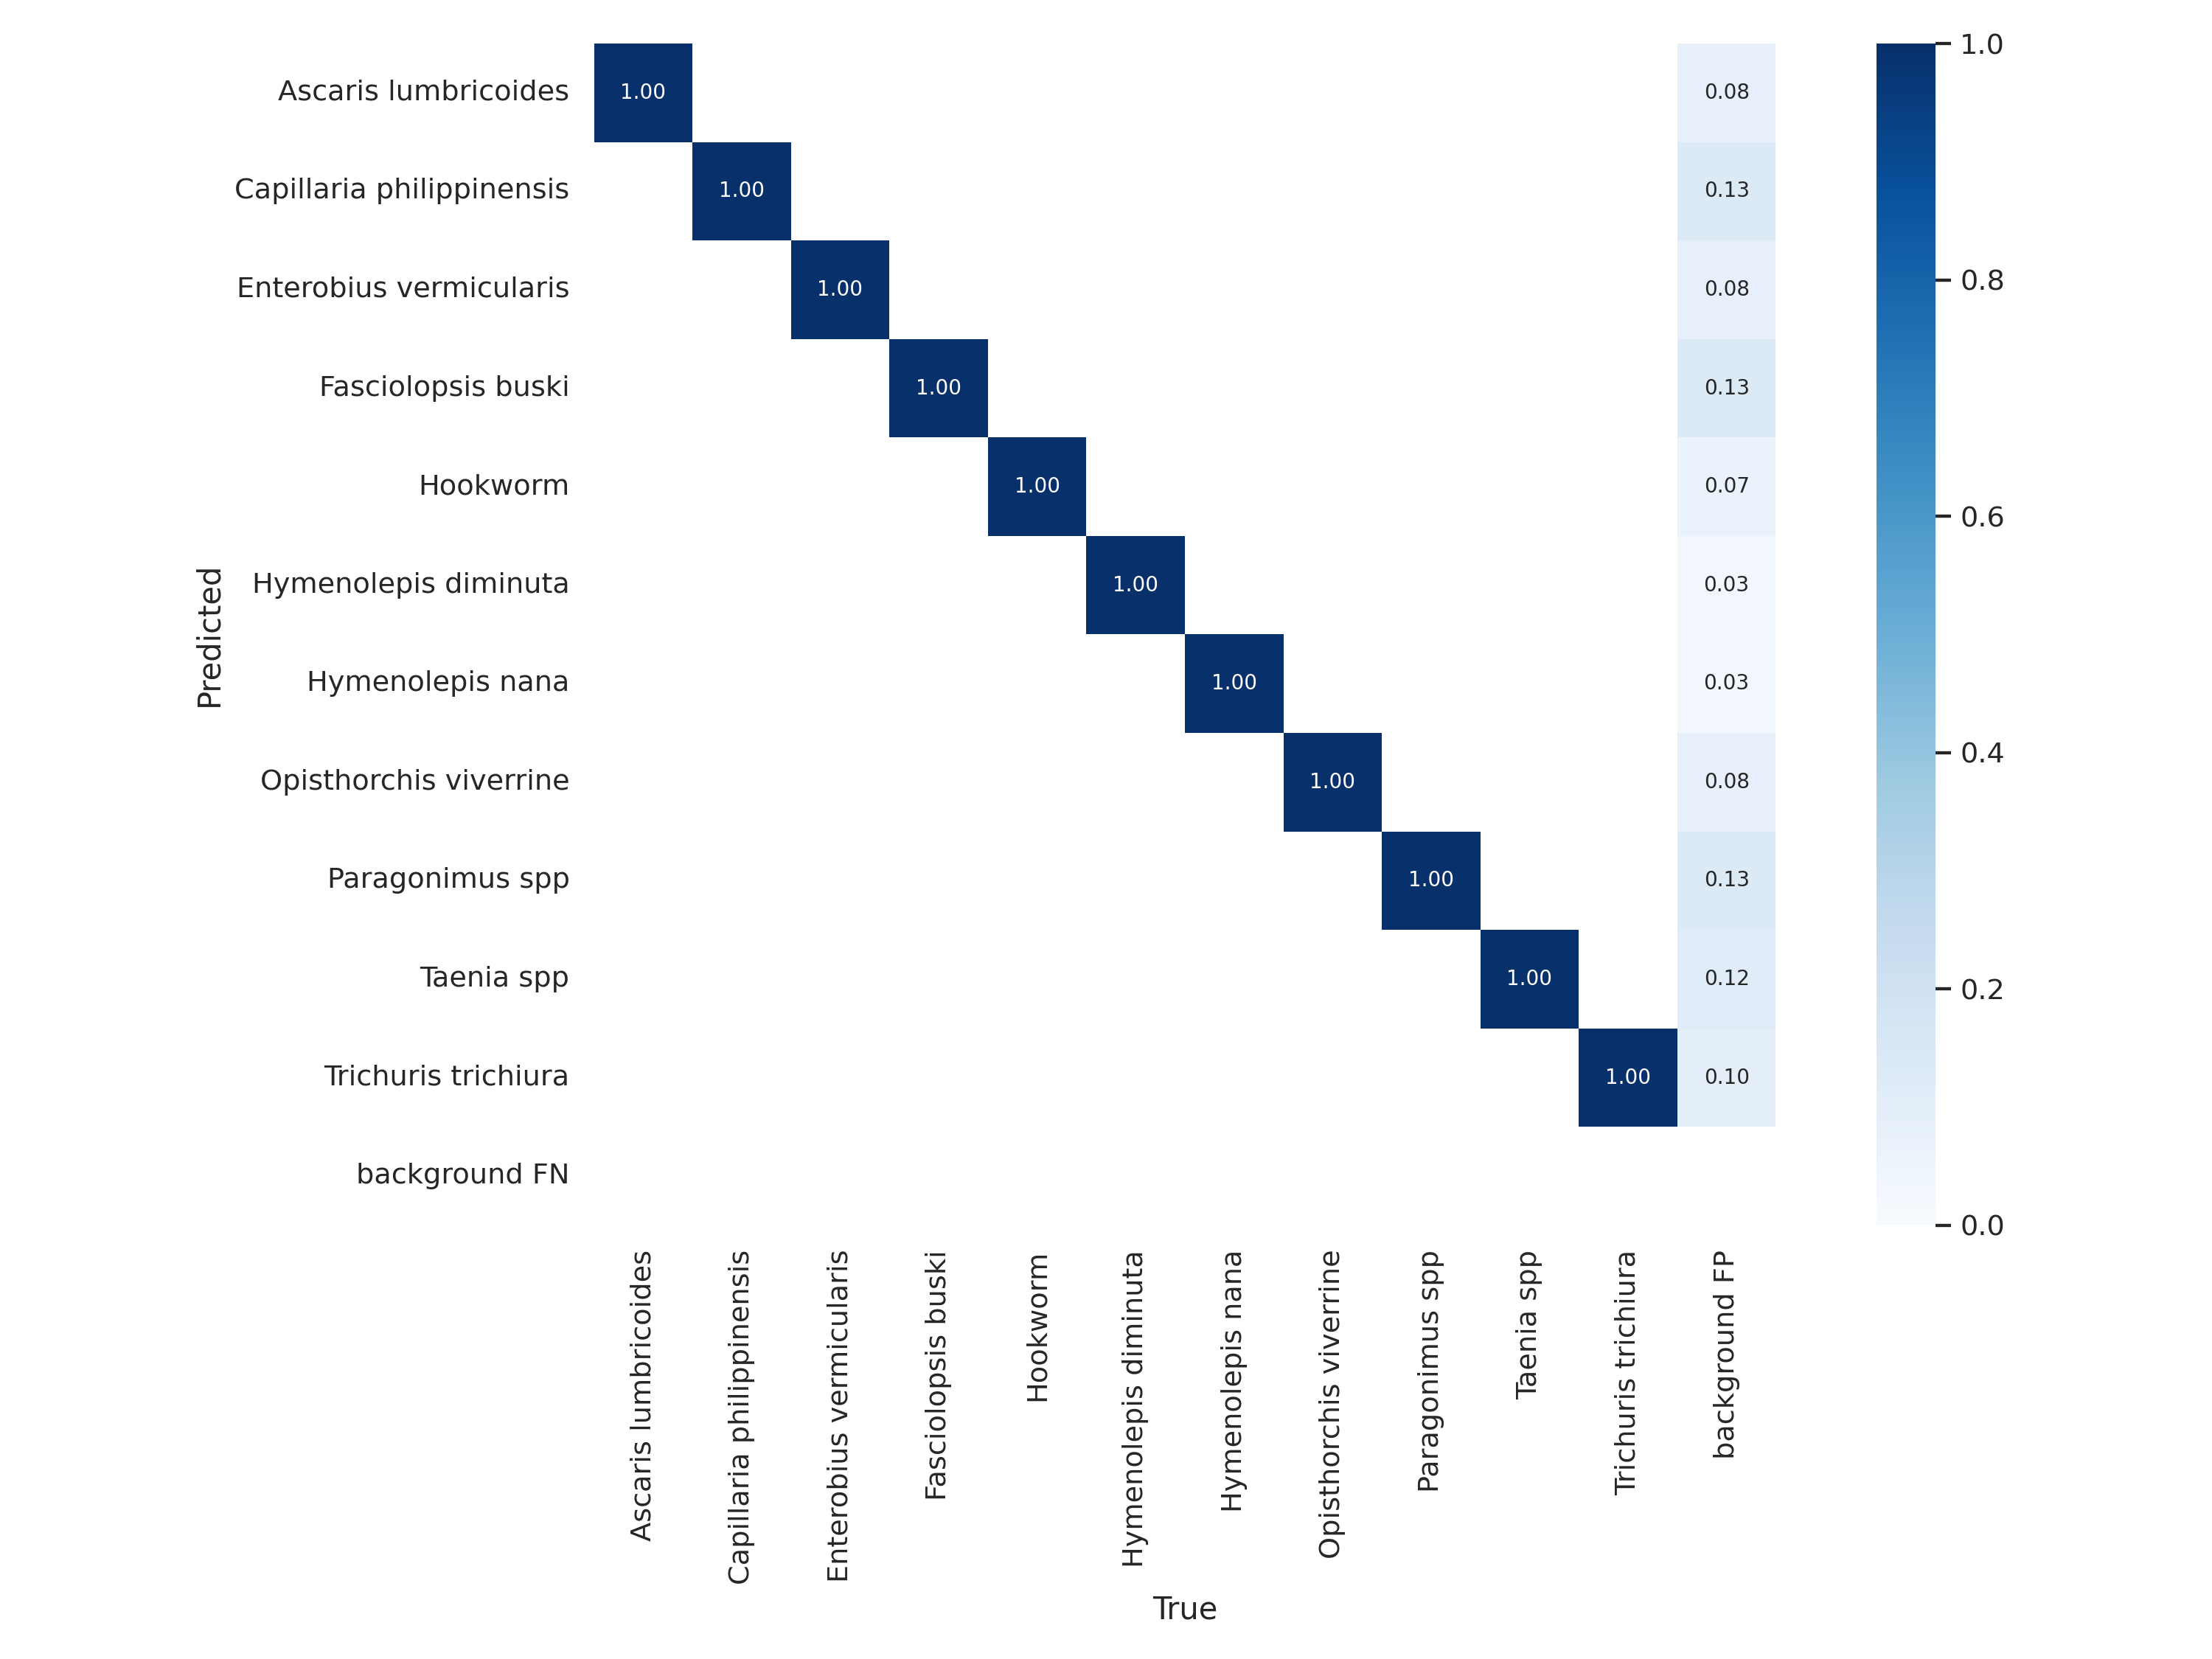 Ascaris lumbricoides 1.00 0.08
Capillaria philippinensis 1.00 0.13
Enterobius vermicularis 1.00 0.08
Fasciolopsis buski 1.00 0.13
Hookworm 1.00 0.07
Hymenolepis diminuta 1.00 0.03
Hymenolepis nana 1.00 0.03
Opisthorchis viverrine 1.00 0.08
Paragonimus spp 1.00 0.13
Taenia spp 1.00 0.12
Trichuris trichiura 1.00 0.10
background FN
Predicted
Ascaris lumbricoides
Capillaria philippinensis
Enterobius vermicularis
Fasciolopsis buski
Hookworm
Hymenolepis diminuta
Hymenolepis nana
Opisthorchis viverrine
Paragonimus spp
Taenia spp
Trichuris trichiura
background FP
True
1.0
0.8
0.6
0.4
0.2
0.0